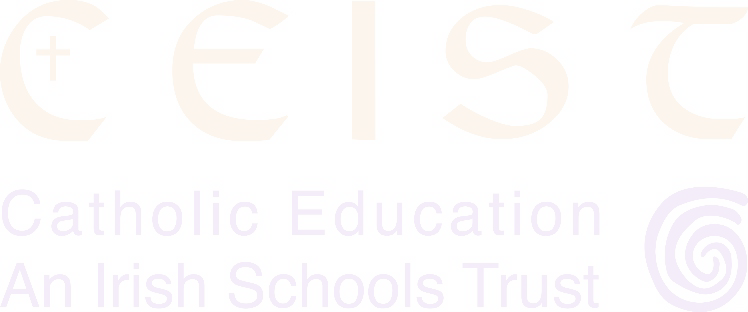 CEIST
Catholic Education
An Irish Schools Trust